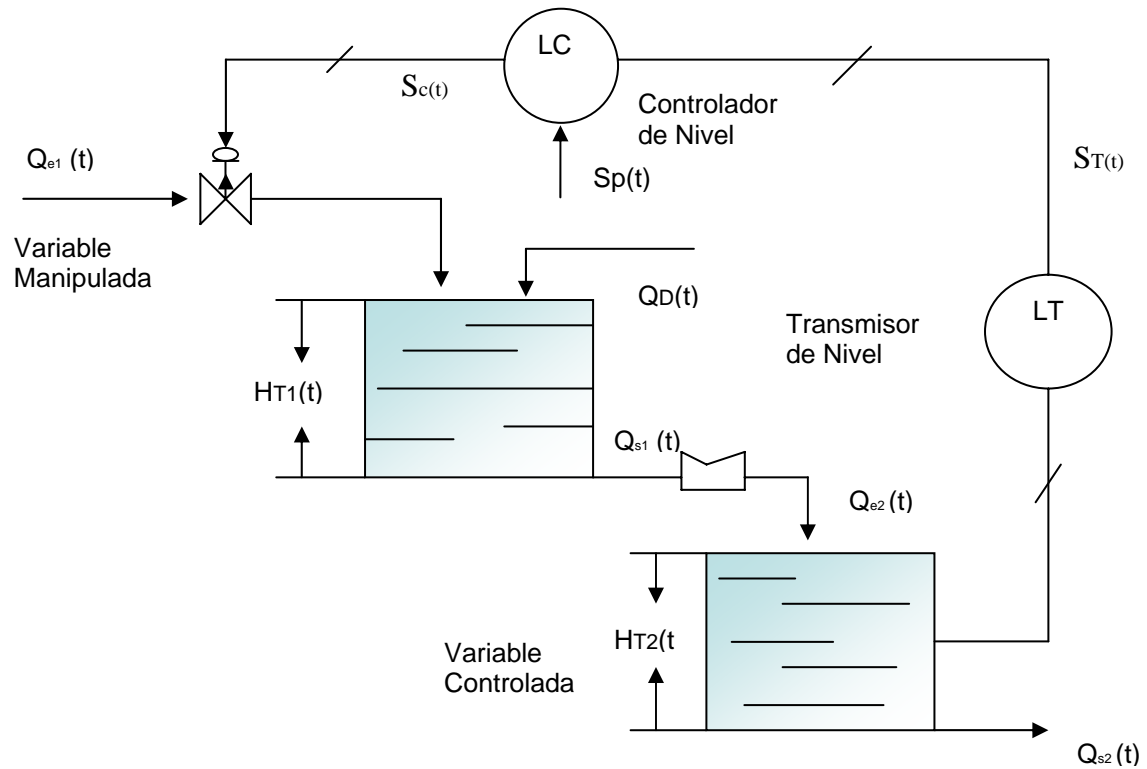 LC
Sc(t)
Controlador
de Nivel
Qe1 (t)
Sp(t)
ST(t)
Variable
Manipulada
QD(t)
LT
Transmisor
de Nivel
HT1(t)
Qs1 (t)
Qe2 (t)
HT2(t
Variable
Controlada
Qs2 (t)